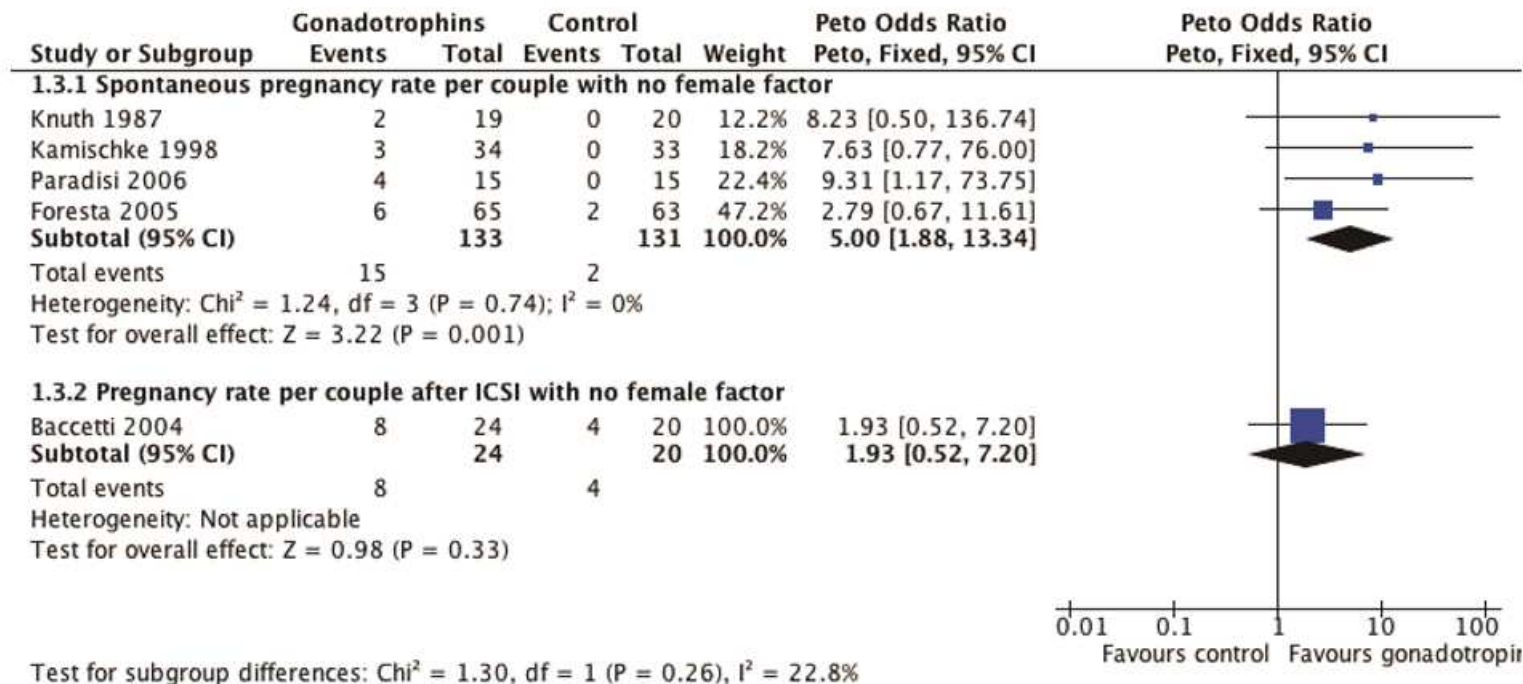 Gonadotrophins Control Peto Odds Ratio Peto Odds Ratio
Study or Subgroup Events Total Events Total Weight Peto, Fixed, 95% CI Peto, Fixed, 95% CI
1.3.1 Spontaneous pregnancy rate per couple with no female factor
Knuth 1987 2 19 0 20 12.2% 8.23 [0.50, 136.74]
Kamischke 1998 3 34 0 33 18.2% 7.63 [0.77, 76.00]
Paradisi 2006 4 15 0 15 22.4% 9.31 [1.17, 73.75]
Foresta 2005 6 65 2 63 47.2% 2.79 [0.67, 11.61]
Subtotal (95% CI) 133 131 100.0% 5.00 [1.88, 13.34]
Total events 15 2
Heterogeneity: Chi² = 1.24, df = 3 (P = 0.74); I² = 0%
Test for overall effect: Z = 3.22 (P = 0.001)
1.3.2 Pregnancy rate per couple after ICSI with no female factor
Baccetti 2004 8 24 4 20 100.0% 1.93 [0.52, 7.20]
Subtotal (95% CI) 24 20 100.0% 1.93 [0.52, 7.20]
Total events 8 4
Heterogeneity: Not applicable
Test for overall effect: Z = 0.98 (P = 0.33)
0.01 0.1 1 10 100
Favours control Favours gonadotropin
Test for subgroup differences: Chi² = 1.30, df = 1 (P = 0.26), I² = 22.8%